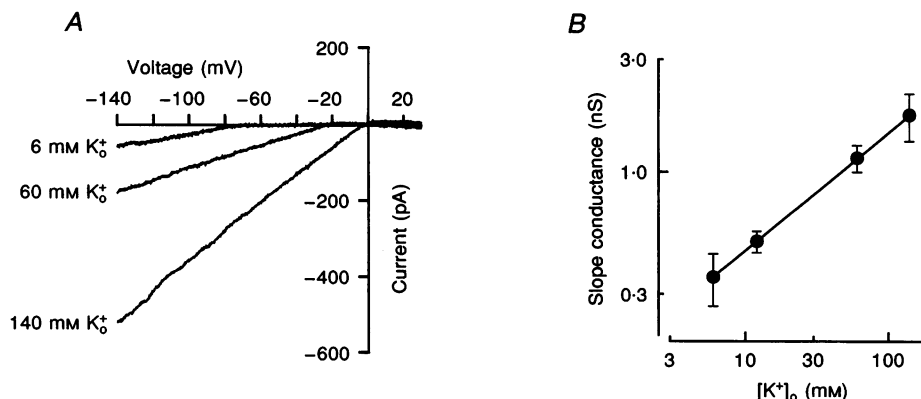 A
Voltage (mV)
-140 -100 -60 -20 20
200
-200
-400
-600
Current (pA)
6 mM K⁺ₒ
60 mM K⁺ₒ
140 mM K⁺ₒ
B
Slope conductance (nS)
3·0
1·0
0·3
3 10 30 100
[K⁺]ₒ (mM)